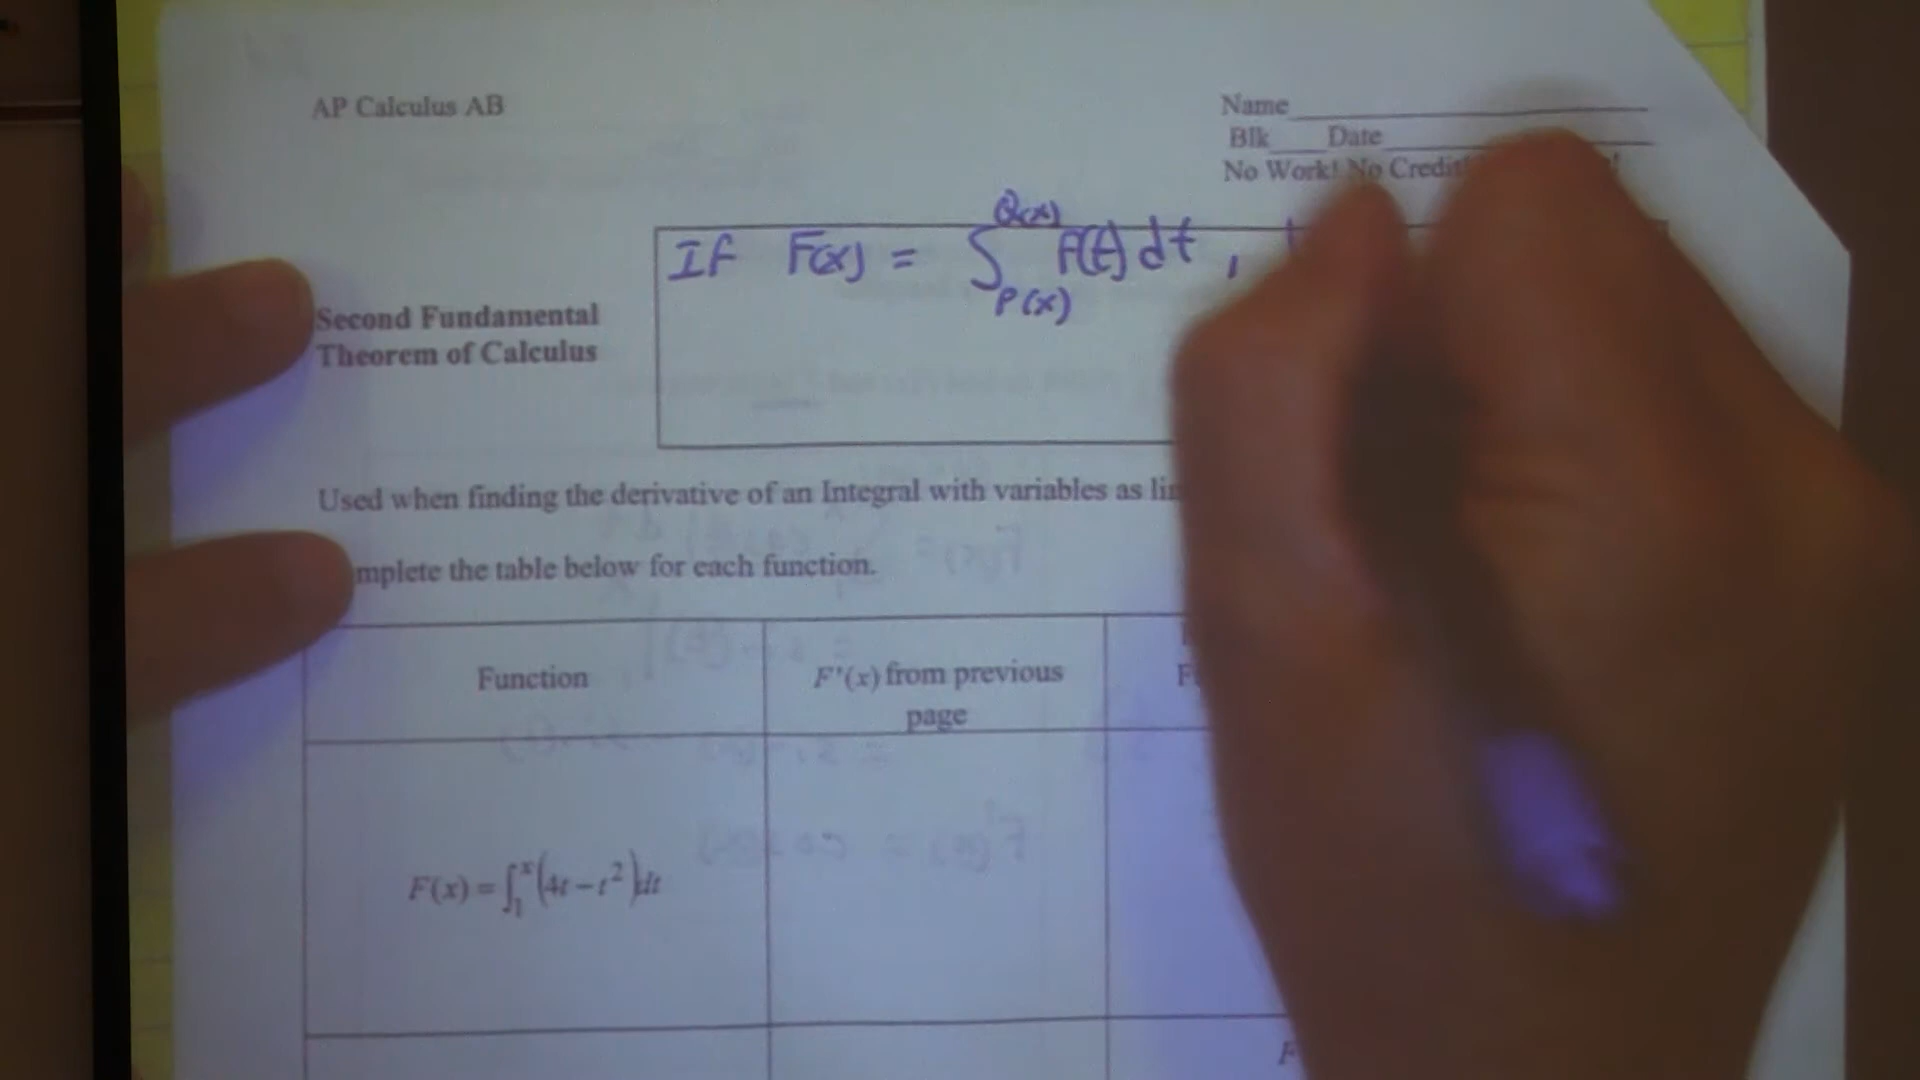 AP Calculus AB
Name
Blk Date
No Work! No Credit!
If F(x) = ∫ Q(x) P(x) f(t) dt ,
Second Fundamental
Theorem of Calculus
Used when finding the derivative of an Integral with variables as
mplete the table below for each function.
Function
F'(x) from previous
page
F(x) = ∫₁ˣ (4t − t²) dt
F